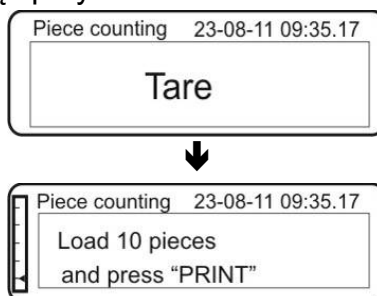 Piece counting 23-08-11 09:35.17
Tare
Piece counting 23-08-11 09:35.17
Load 10 pieces
and press “PRINT”